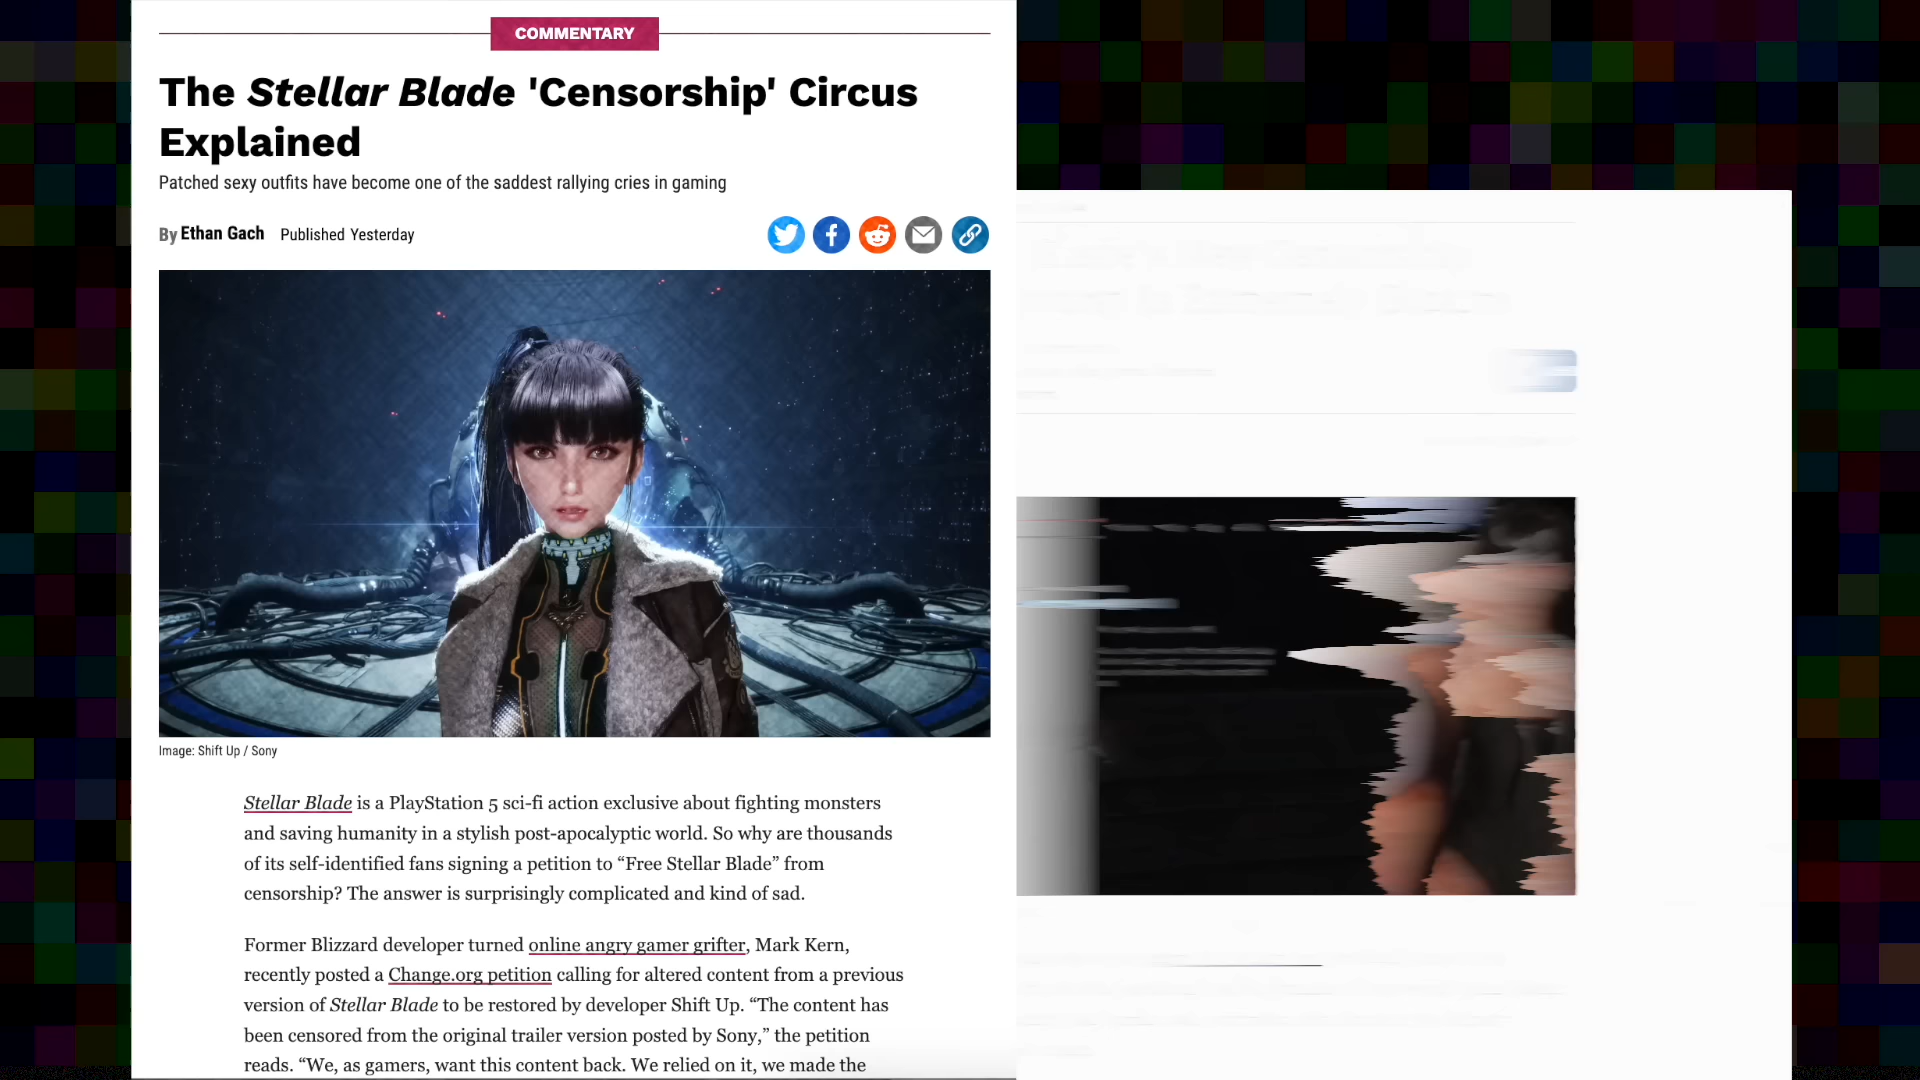 COMMENTARY
The Stellar Blade 'Censorship' Circus
Explained
Patched sexy outfits have become one of the saddest rallying cries in gaming
By Ethan Gach Published Yesterday
Image: Shift Up / Sony
Stellar Blade is a PlayStation 5 sci-fi action exclusive about fighting monsters
and saving humanity in a stylish post-apocalyptic world. So why are thousands
of its self-identified fans signing a petition to “Free Stellar Blade” from
censorship? The answer is surprisingly complicated and kind of sad.
Former Blizzard developer turned online angry gamer grifter, Mark Kern,
recently posted a Change.org petition calling for altered content from a previous
version of Stellar Blade to be restored by developer Shift Up. “The content has
been censored from the original trailer version posted by Sony,” the petition
reads. “We, as gamers, want this content back. We relied on it, we made the